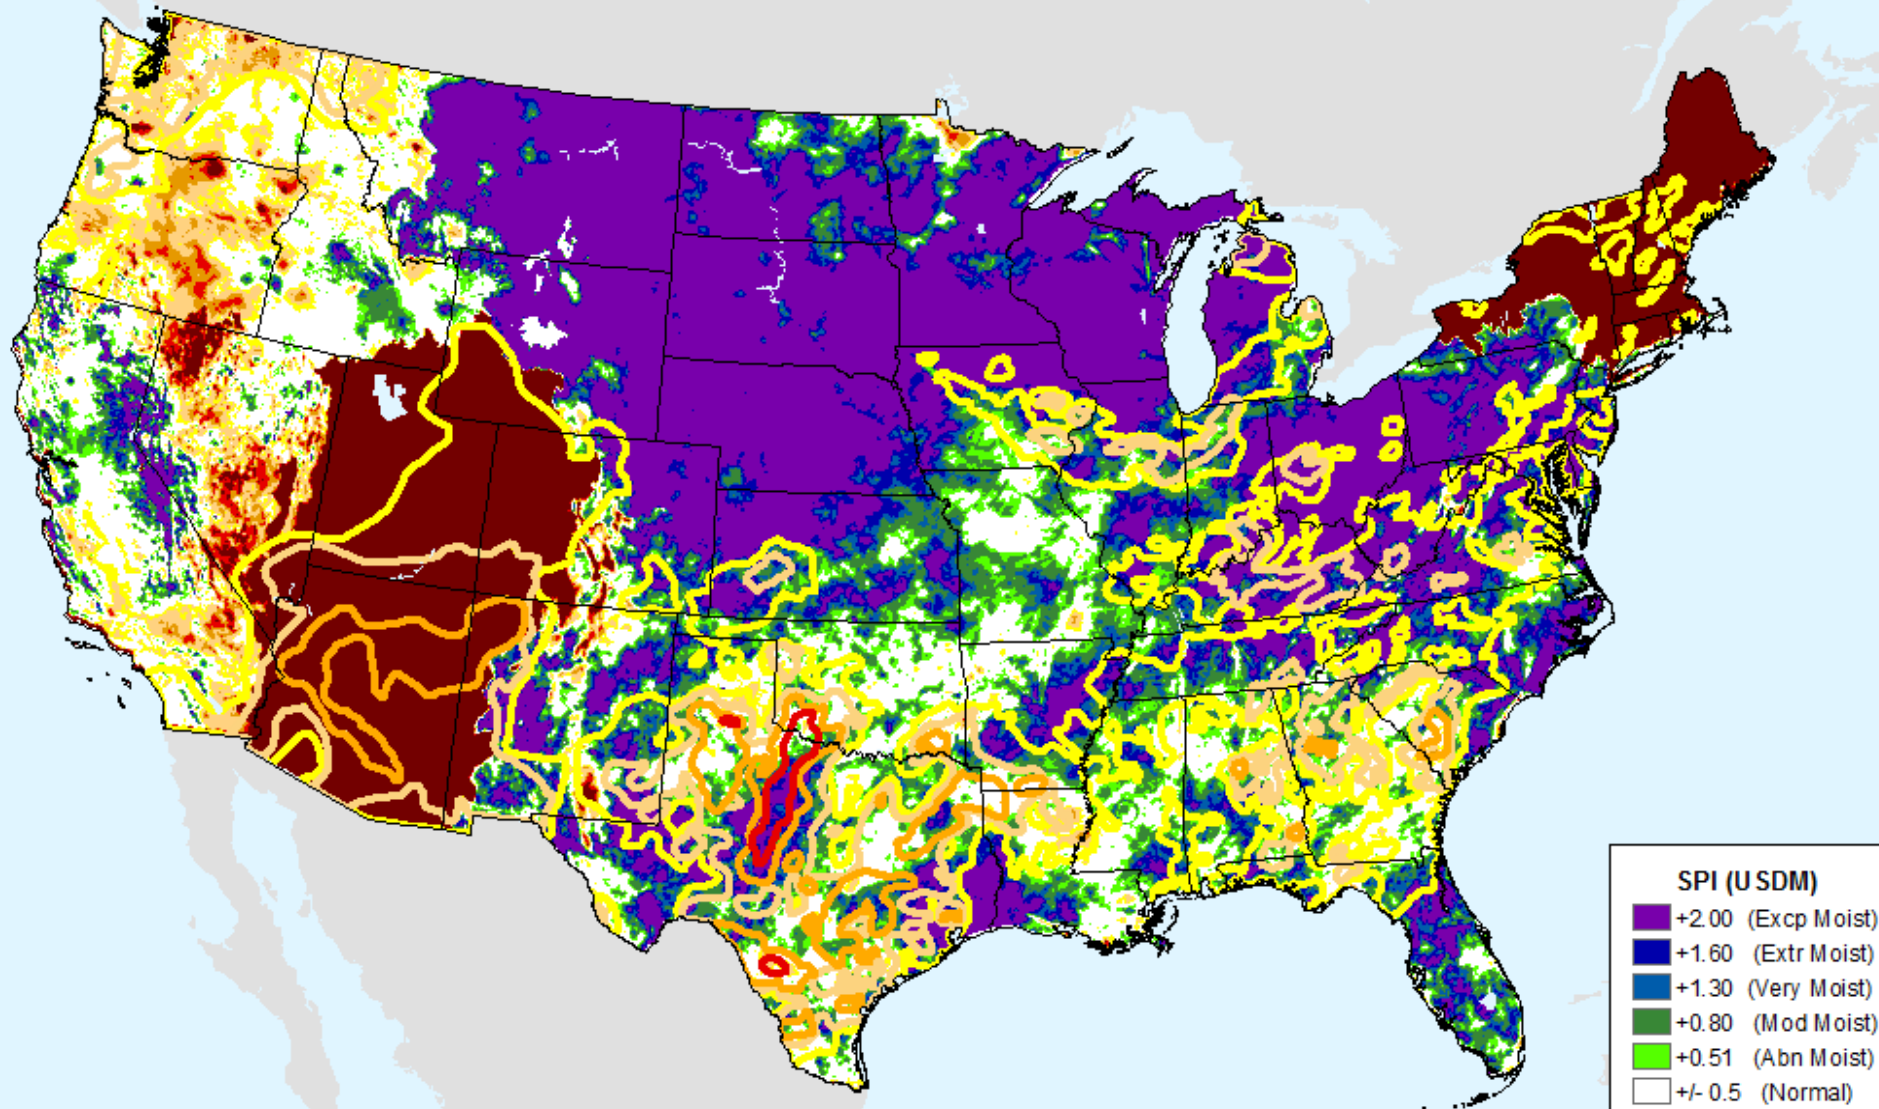 SPI (USDM)
+2.00 (Excp Moist)
+1.60 (Extr Moist)
+1.30 (Very Moist)
+0.80 (Mod Moist)
+0.51 (Abn Moist)
+/- 0.5 (Normal)